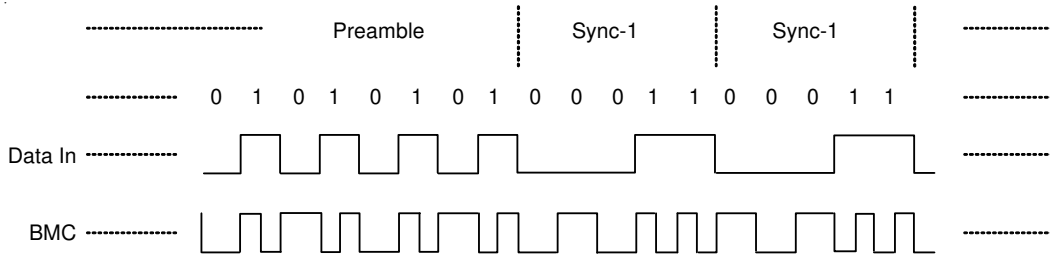 Preamble Sync-1 Sync-1
0 1 0 1 0 1 0 1 0 0 0 1 1 0 0 0 1 1
Data In
BMC